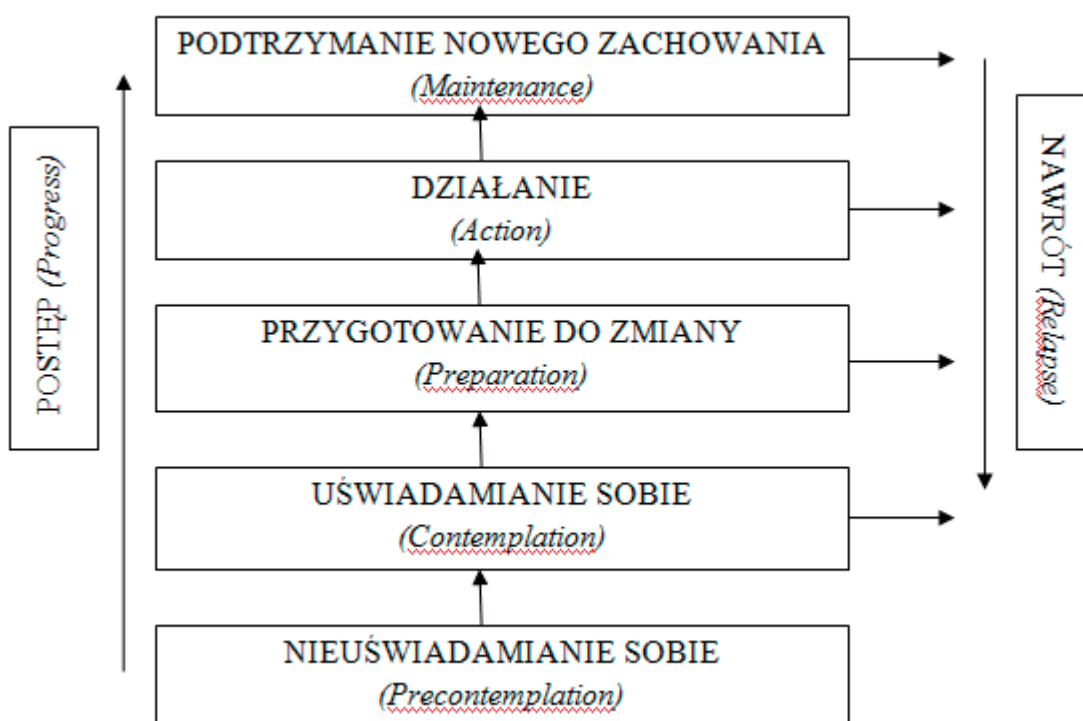 PODTRZYMANIE NOWEGO ZACHOWANIA
(Maintenance)
DZIAŁANIE
(Action)
PRZYGOTOWANIE DO ZMIANY
(Preparation)
UŚWIADAMIANIE SOBIE
(Contemplation)
NIEUŚWIADAMIANIE SOBIE
(Precontemplation)
POSTĘP (Progress)
NAWRÓT (Relapse)